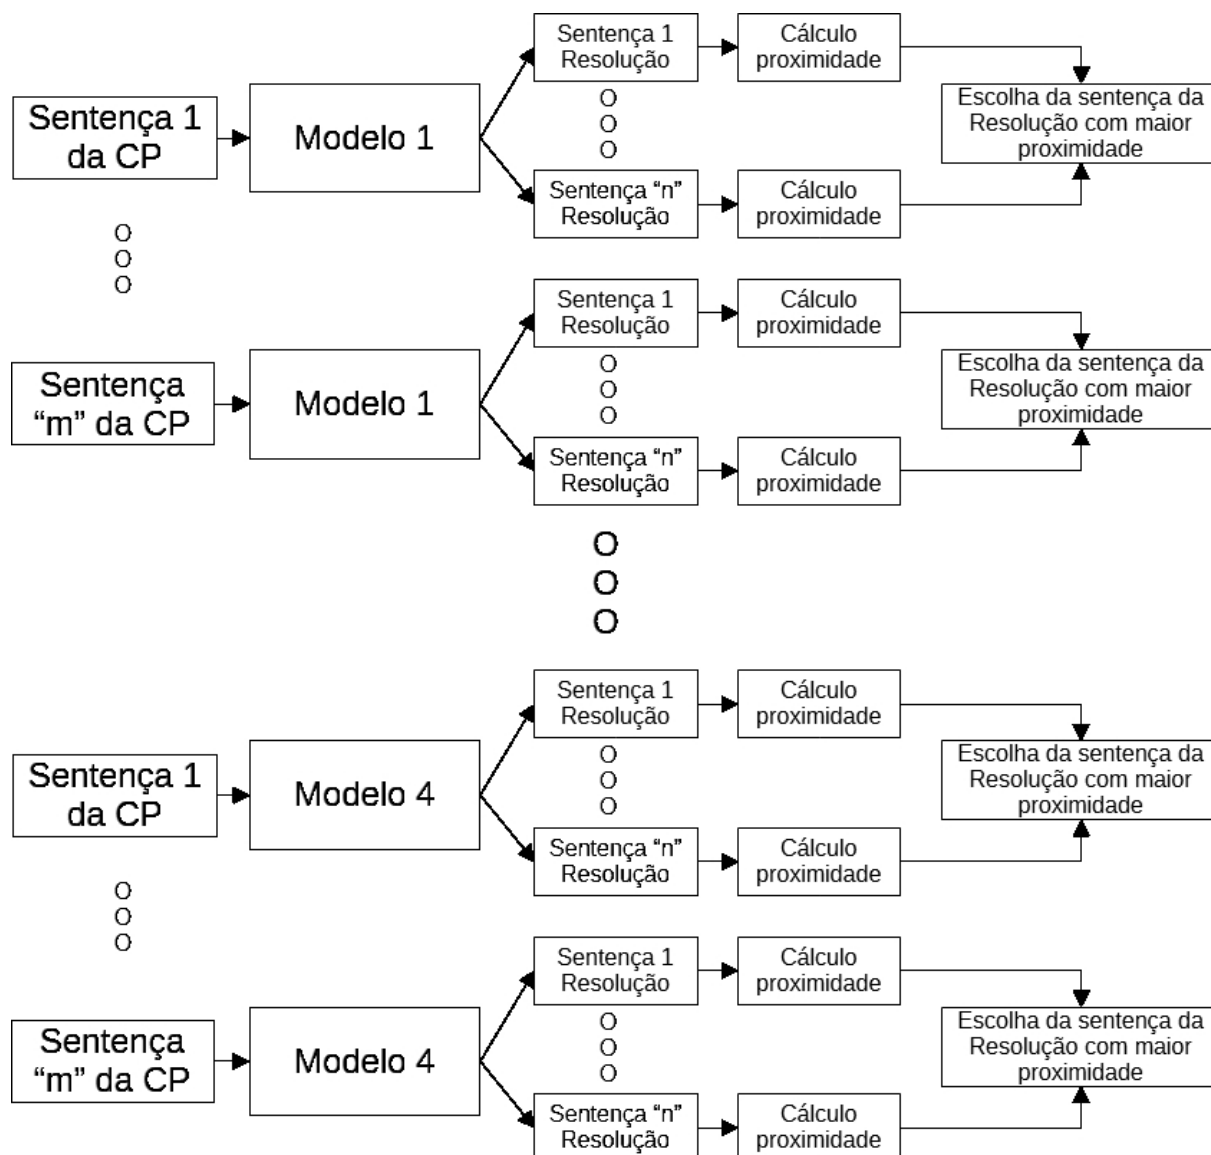 Sentença 1
da CP
Modelo 1
Sentença 1
Resolução
Cálculo
proximidade
O
O
O
Sentença “n”
Resolução
Cálculo
proximidade
Escolha da sentença da
Resolução com maior
proximidade
O
O
O
Sentença
“m” da CP
Modelo 1
Sentença 1
Resolução
Cálculo
proximidade
O
O
O
Sentença “n”
Resolução
Cálculo
proximidade
Escolha da sentença da
Resolução com maior
proximidade
O
O
O
Sentença 1
da CP
Modelo 4
Sentença 1
Resolução
Cálculo
proximidade
O
O
O
Sentença “n”
Resolução
Cálculo
proximidade
Escolha da sentença da
Resolução com maior
proximidade
O
O
O
Sentença
“m” da CP
Modelo 4
Sentença 1
Resolução
Cálculo
proximidade
O
O
O
Sentença “n”
Resolução
Cálculo
proximidade
Escolha da sentença da
Resolução com maior
proximidade